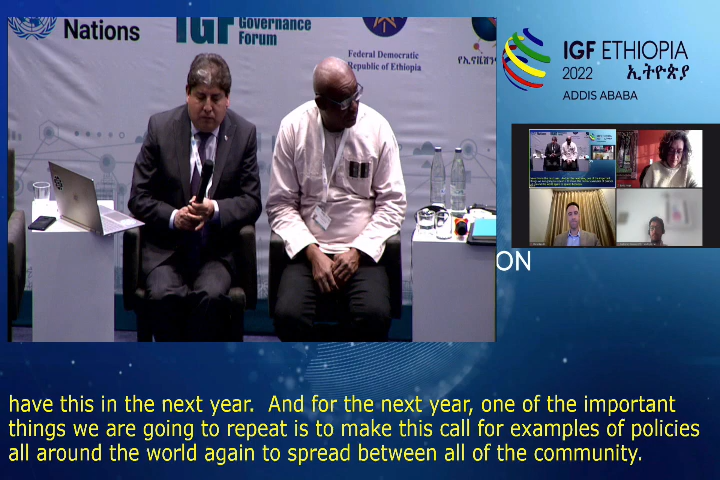 Nations
IGF
Governance
Forum
Federal Democratic
Republic of Ethiopia
IGF ETHIOPIA
2022 ኢትዮጵያ
ADDIS ABABA
ON
have this in the next year. And for the next year, one of the important
things we are going to repeat is to make this call for examples of policies
all around the world again to spread between all of the community.